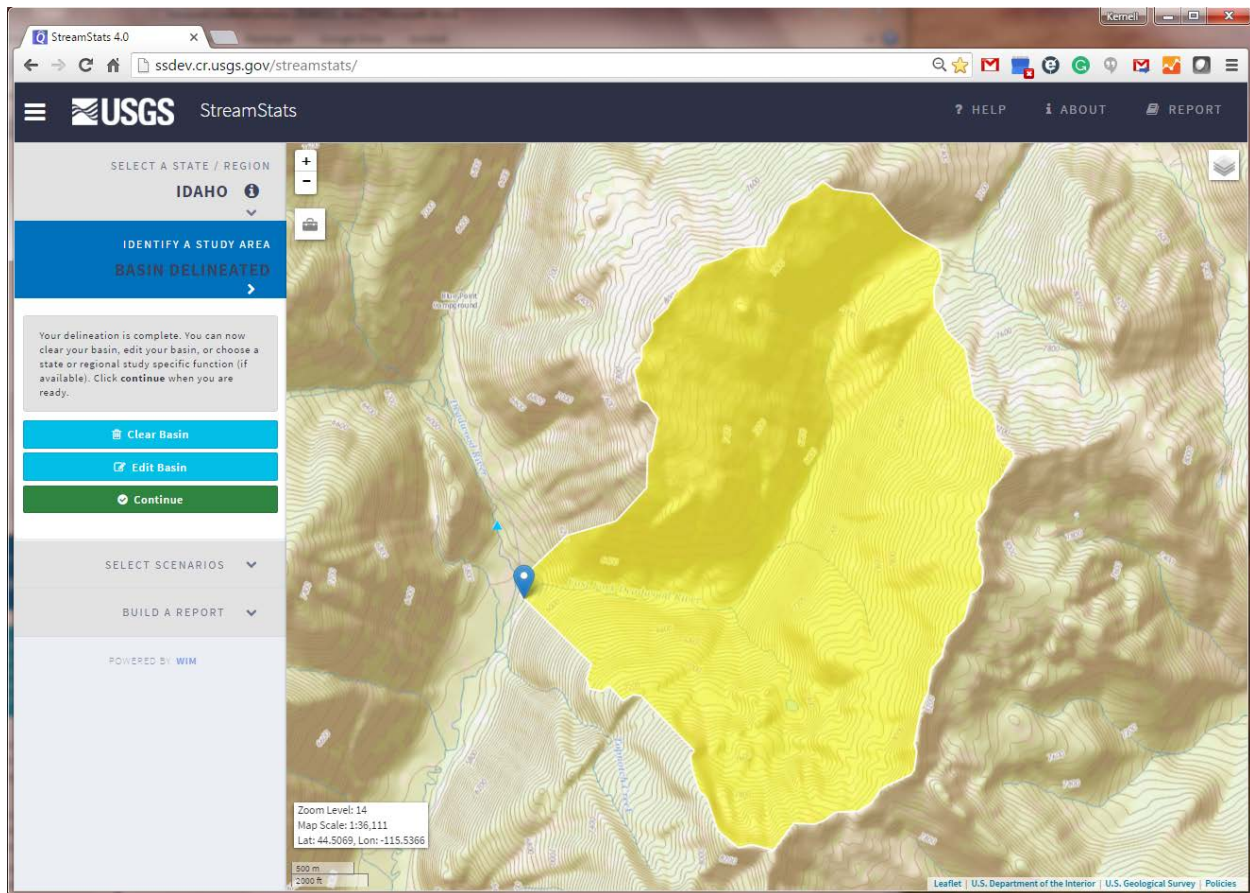 Kernell
StreamStats 4.0
ssdev.cr.usgs.gov/streamstats/
USGS
StreamStats
? HELP
i ABOUT
REPORT
SELECT A STATE / REGION
IDAHO
IDENTIFY A STUDY AREA
BASIN DELINEATED
Your delineation is complete. You can now
clear your basin, edit your basin, or choose a
state or regional study specific function (if
available). Click continue when you are
ready.
Clear Basin
Edit Basin
Continue
SELECT SCENARIOS
BUILD A REPORT
POWERED BY WIM
+
-
Campground
Deadwood River
Zoom Level: 14
Map Scale: 1:36,111
Lat: 44.5069, Lon: -115.5366
500 m
2000 ft
Leaflet | U.S. Department of the Interior | U.S. Geological Survey | Policies